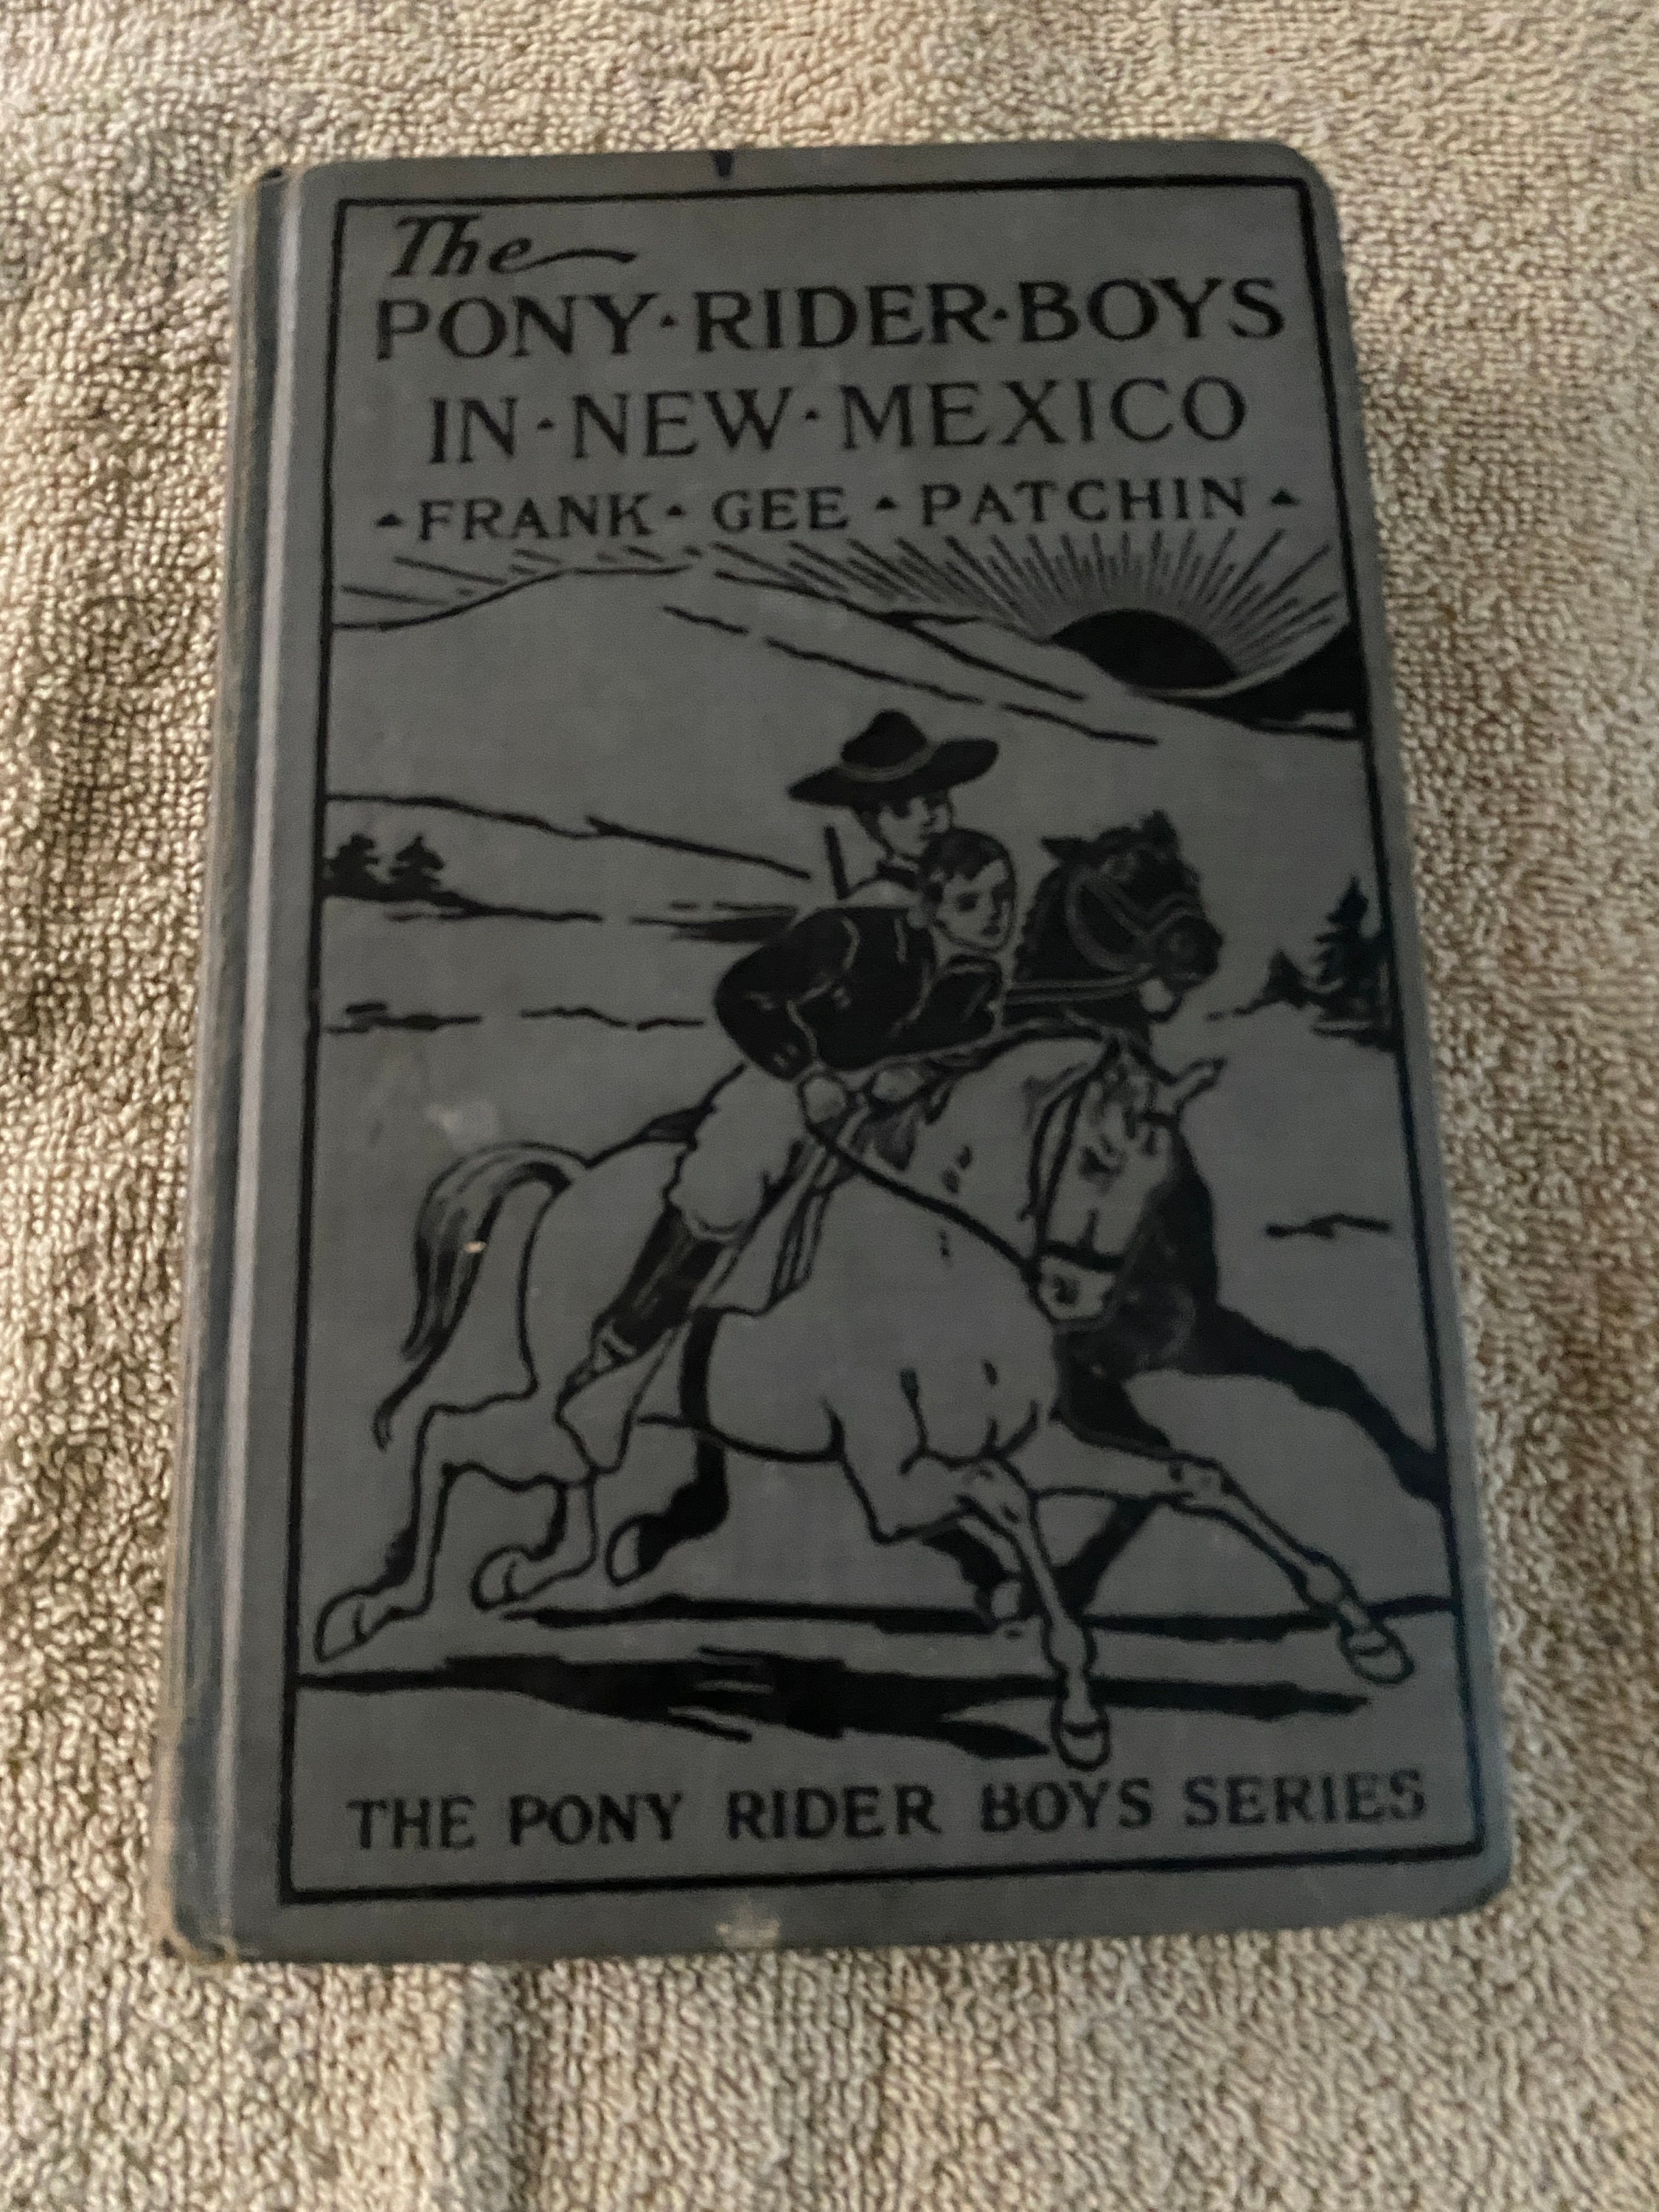 The
PONY·RIDER·BOYS
IN·NEW·MEXICO
FRANK·GEE·PATCHIN
THE PONY RIDER BOYS SERIES